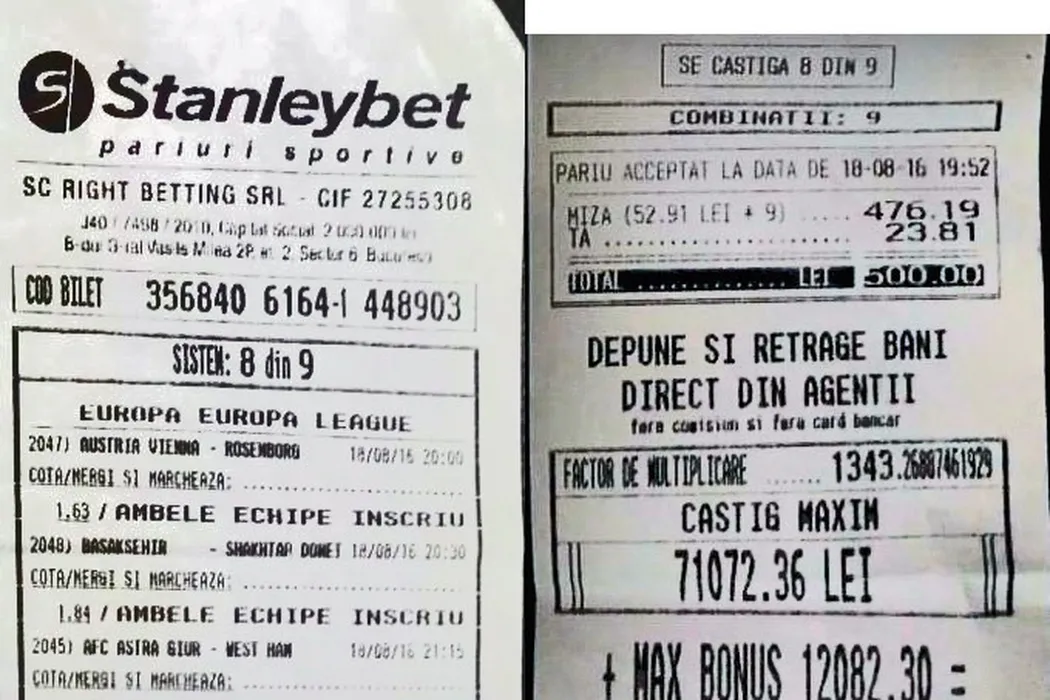 Stanleybet
pariuri sportive
SC RIGHT BETTING SRL - CIF 27255308
COD BILET 356840 6164-1 448903
SISTEM: 8 din 9
EUROPA EUROPA LEAGUE
2047) AUSTRIA VIENNA - ROSENBORG 18/08/16 20:00
COTA/MERGI SI MARCHEAZA: ....................
1.63 / AMBELE ECHIPE INSCRIU
2048) BASAKSEHIR - SHAKHTAR DONET 18/08/16 20:30
COTA/MERGI SI MARCHEAZA: ....................
1.84 / AMBELE ECHIPE INSCRIU
2045) AFC ASTRA GIUR - WEST HAM 18/08/16 21:15
COTA/MERGI SI MARCHEAZA: ....................
SE CASTIGA 8 DIN 9
COMBINATII: 9
PARIU ACCEPTAT LA DATA DE 18-08-16 19:52
MIZA (52.91 LEI * 9) ..... 476.19
TA ....................... 23.81
TOTAL ............... LEI 500.00
DEPUNE SI RETRAGE BANI
DIRECT DIN AGENTII
fara comision si fara card bancar
FACTOR DE MULTIPLICARE ....... 1343.26887461929
CASTIG MAXIM
71072.36 LEI
+ MAX BONUS 12082.30 =